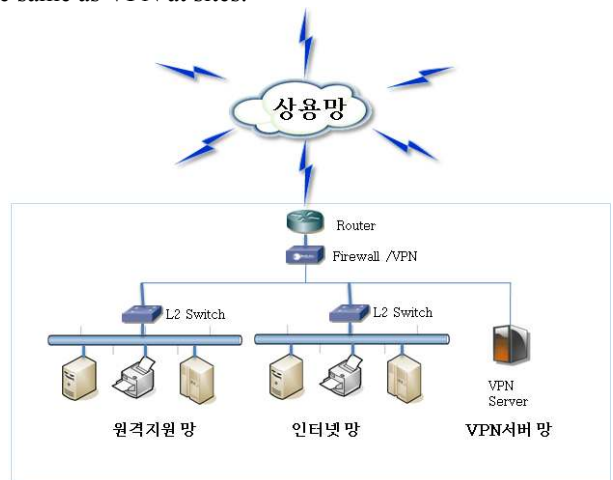 e same as VPN at sites.
상용망
Router
Firewall /VPN
L2 Switch
L2 Switch
VPN
Server
원격지원 망
인터넷 망
VPN서버 망